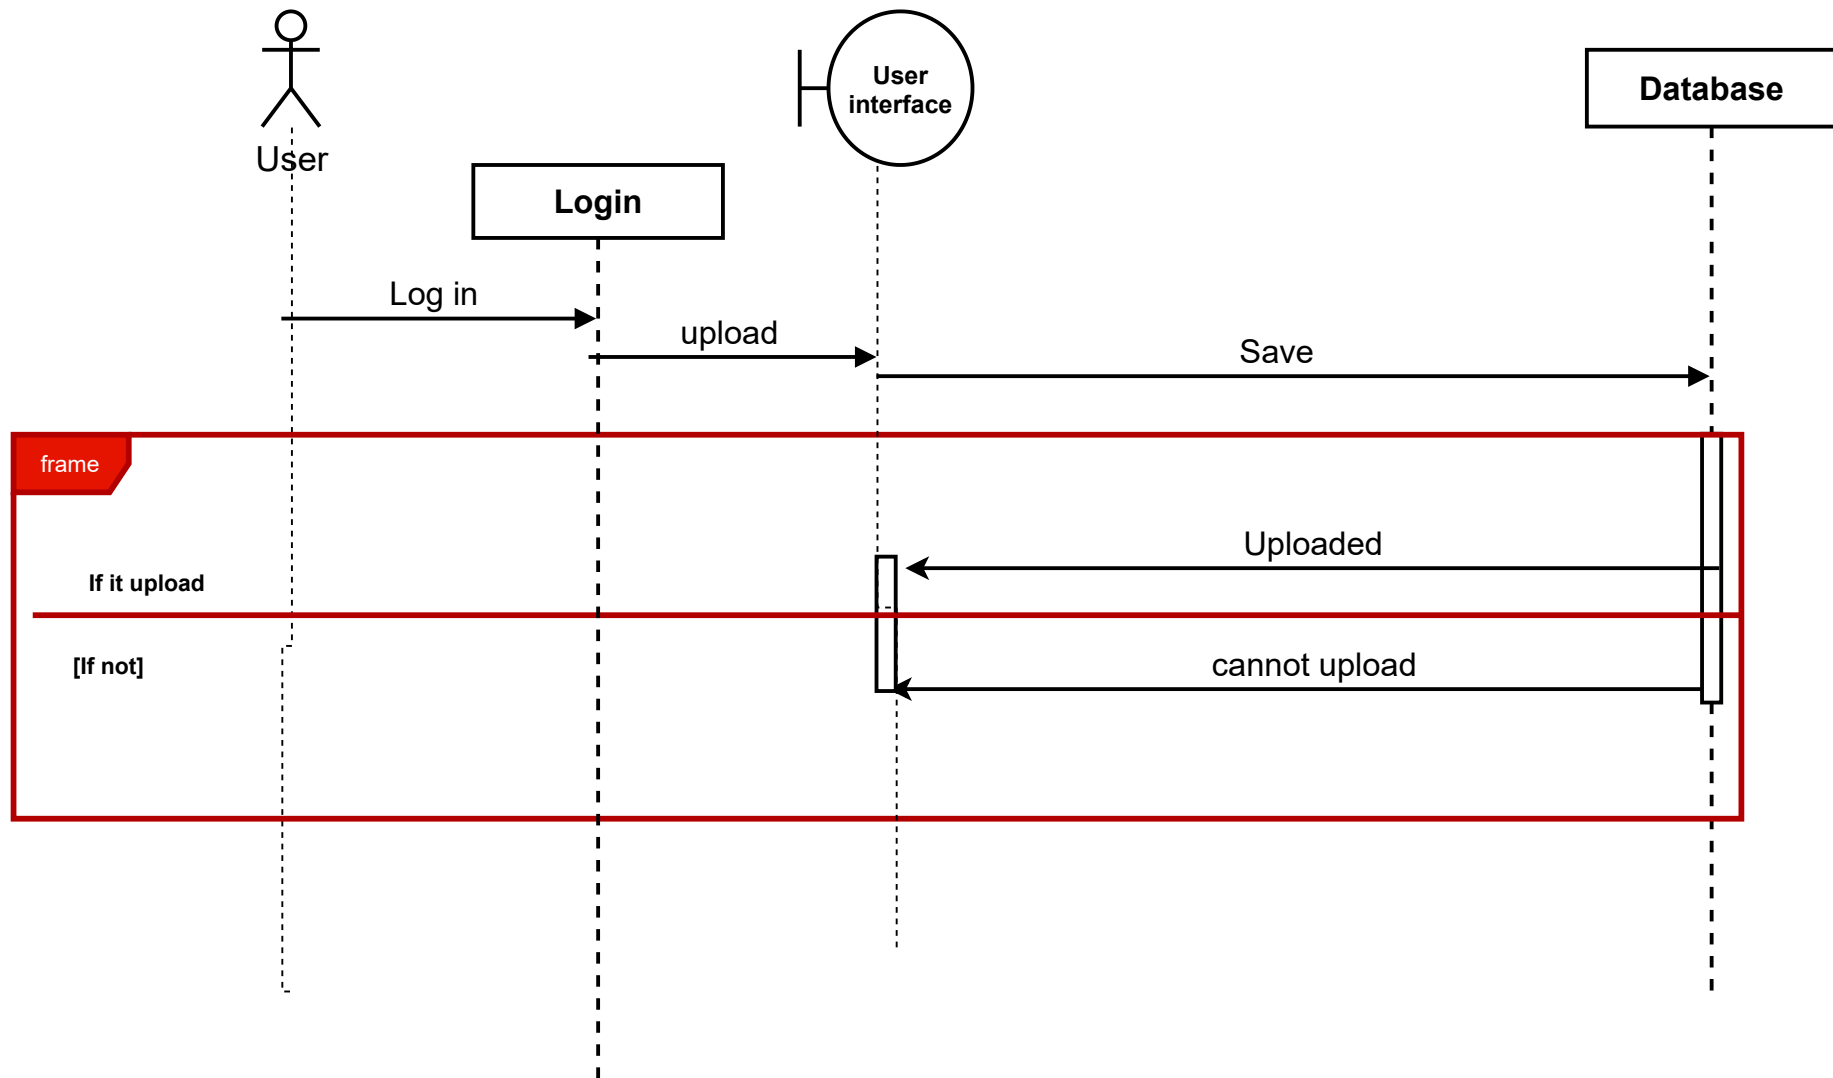 User
interface
Database
User
Login
Log in
upload
Save
frame
Uploaded
If it upload
[If not]
cannot upload